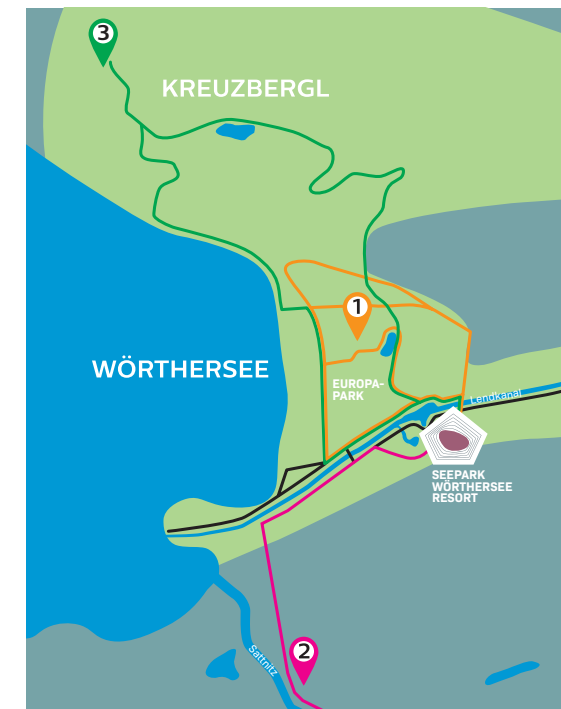 3
KREUZBERGL
1
WÖRTHERSEE
EUROPA-
PARK
Lendkanal
SEEPARK
WÖRTHERSEE
RESORT
Sattnitz
2